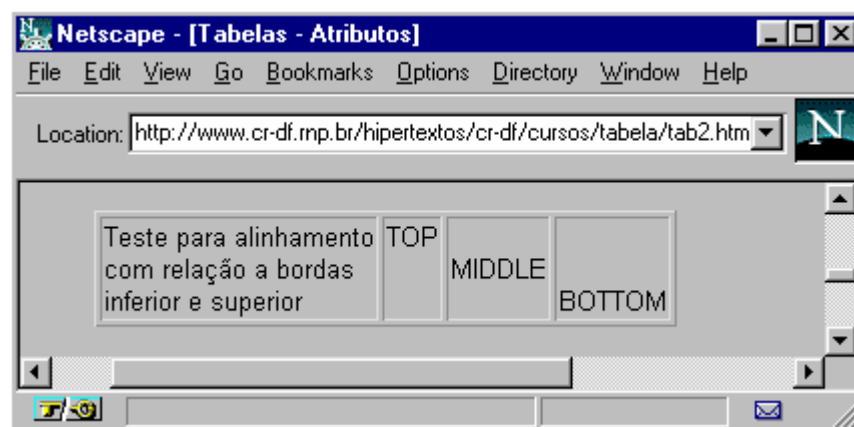 Netscape - [Tabelas - Atributos]
File Edit View Go Bookmarks Options Directory Window Help
Location: http://www.cr-df.rnp.br/hipertextos/cr-df/cursos/tabela/tab2.htm
N
Teste para alinhamento
com relação a bordas
inferior e superior
TOP
MIDDLE
BOTTOM